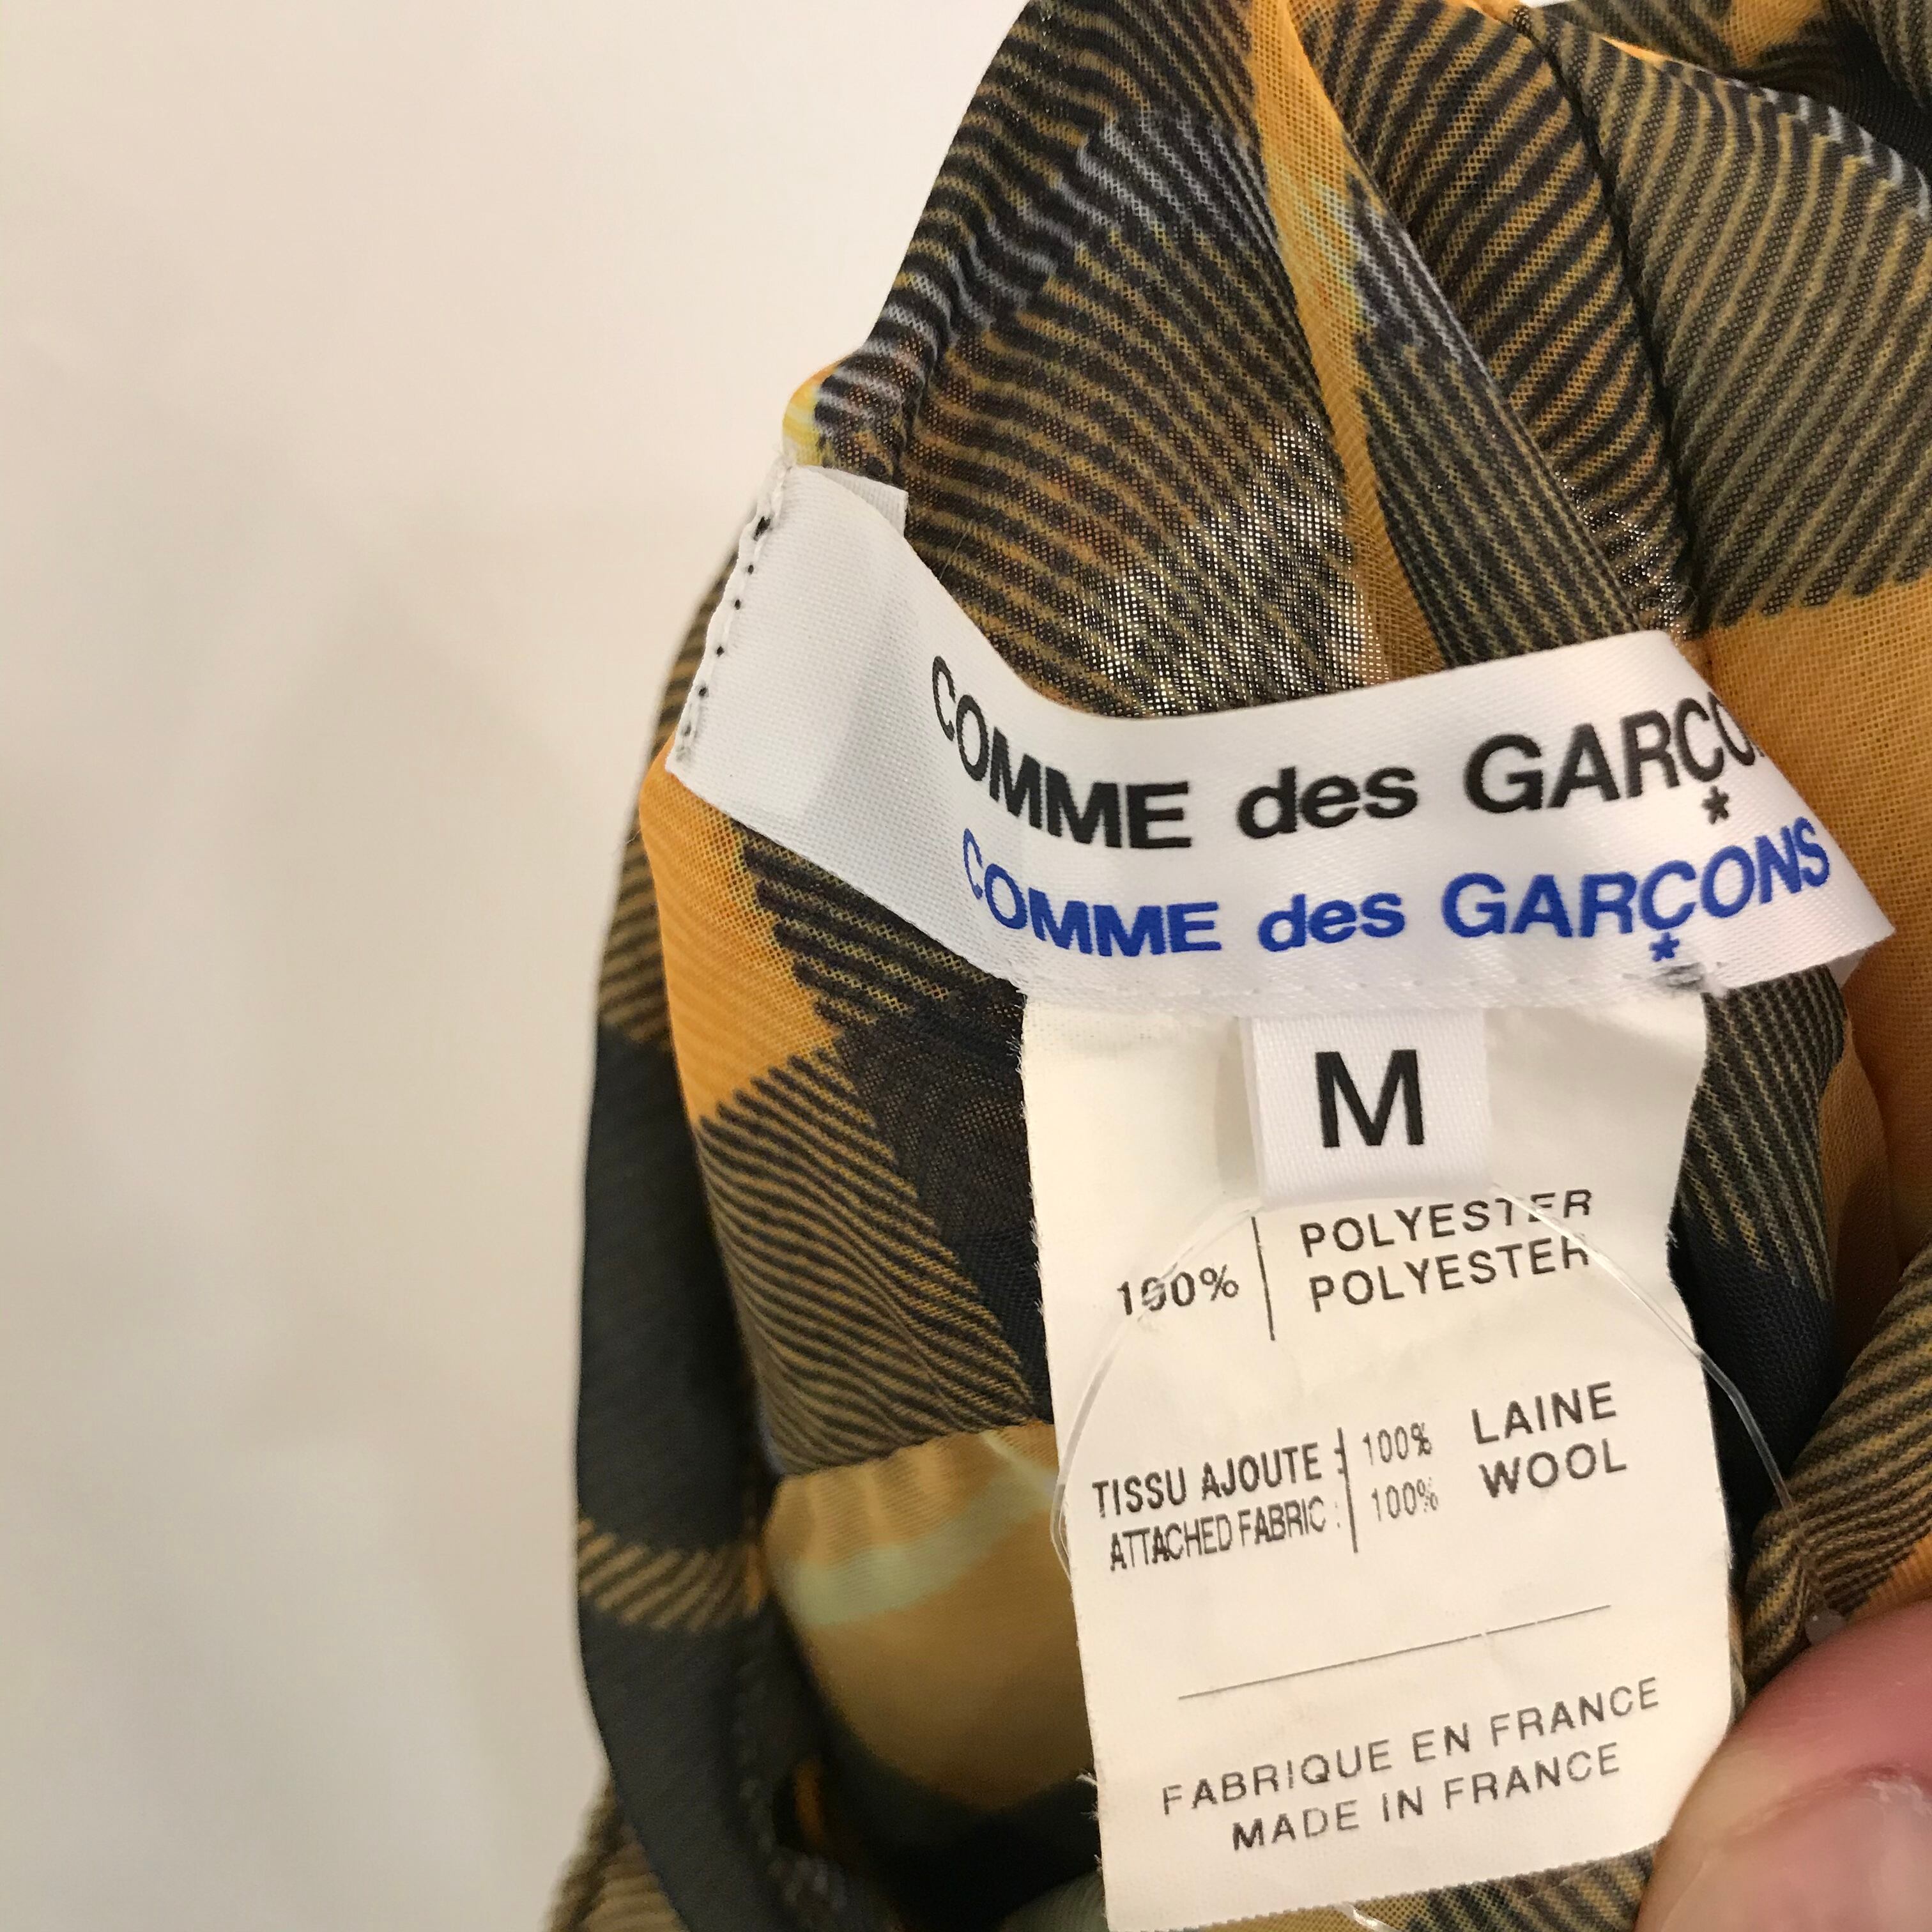 COMME des GARÇO
COMME des GARÇONS
M
100% POLYESTER
POLYESTER
TISSU AJOUTE : 100% LAINE
ATTACHED FABRIC : 100% WOOL
FABRIQUE EN FRANCE
MADE IN FRANCE